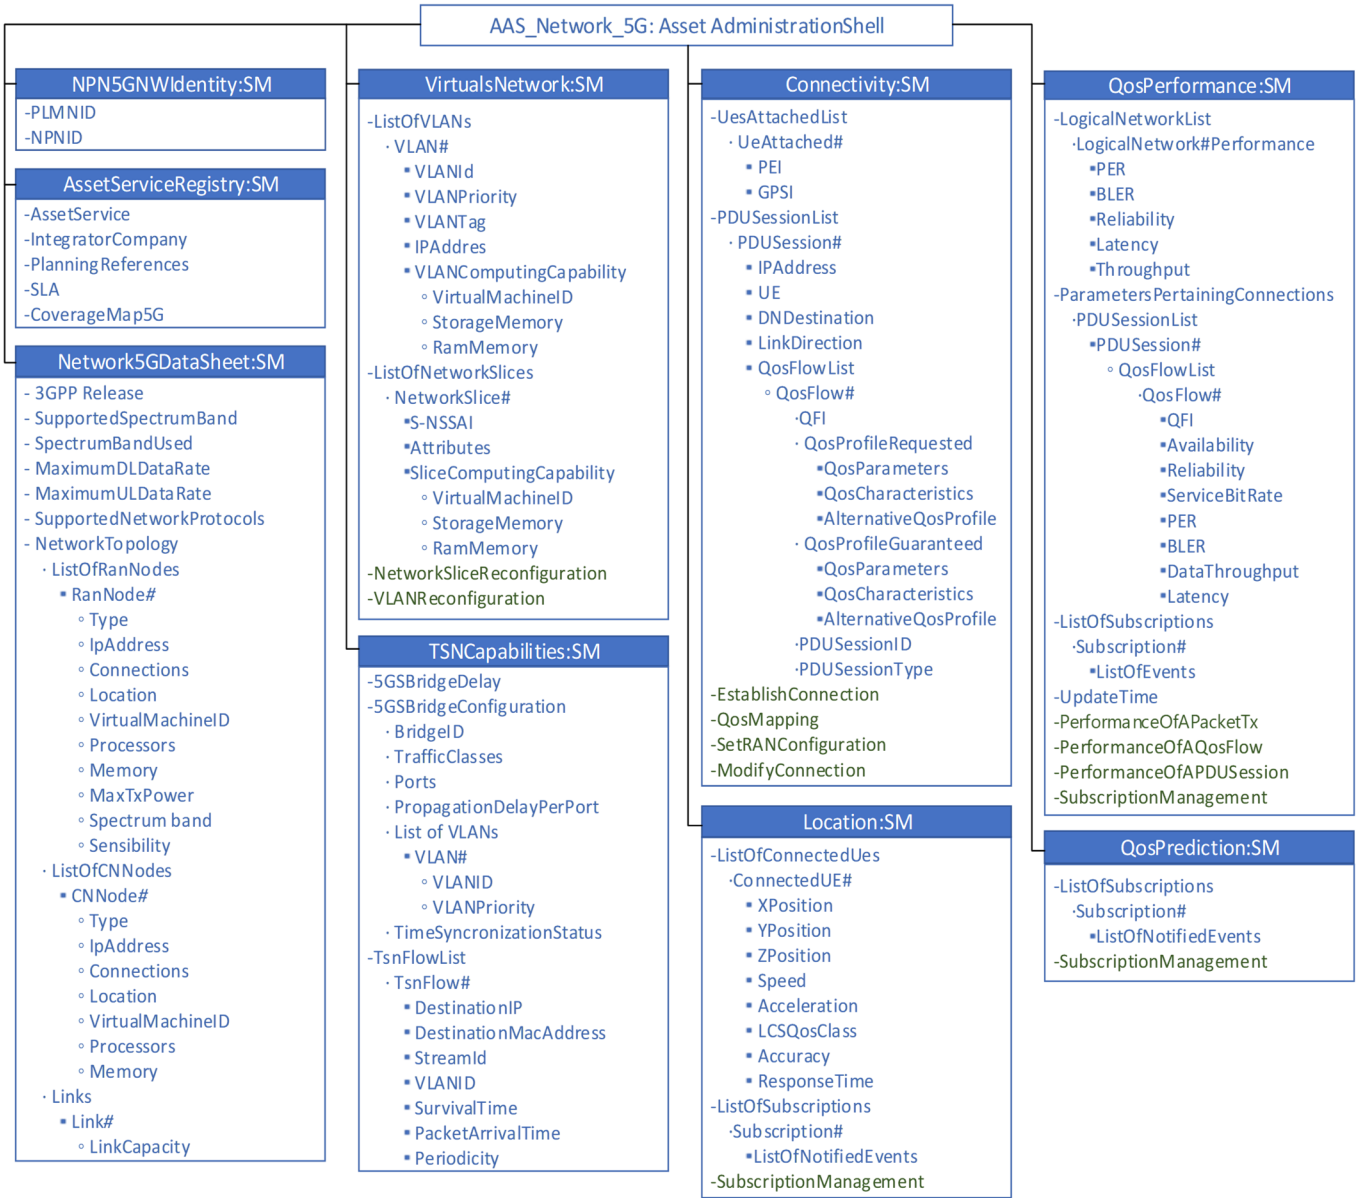 AAS_Network_5G: Asset AdministrationShell
NPN5GNWIdentity:SM
-PLMNID
-NPNID
AssetServiceRegistry:SM
-AssetService
-IntegratorCompany
-PlanningReferences
-SLA
-CoverageMap5G
Network5GDataSheet:SM
- 3GPP Release
- SupportedSpectrumBand
- SpectrumBandUsed
- MaximumDLDataRate
- MaximumULDataRate
- SupportedNetworkProtocols
- NetworkTopology
· ListOfRanNodes
▪ RanNode#
◦ Type
◦ IpAddress
◦ Connections
◦ Location
◦ VirtualMachineID
◦ Processors
◦ Memory
◦ MaxTxPower
◦ Spectrum band
◦ Sensibility
· ListOfCNNodes
▪ CNNode#
◦ Type
◦ IpAddress
◦ Connections
◦ Location
◦ VirtualMachineID
◦ Processors
◦ Memory
· Links
▪ Link#
◦ LinkCapacity
VirtualsNetwork:SM
-ListOfVLANs
· VLAN#
▪ VLANId
▪ VLANPriority
▪ VLANTag
▪ IPAddres
▪ VLANComputingCapability
◦ VirtualMachineID
◦ StorageMemory
◦ RamMemory
-ListOfNetworkSlices
· NetworkSlice#
▪S-NSSAI
▪Attributes
▪SliceComputingCapability
◦ VirtualMachineID
◦ StorageMemory
◦ RamMemory
-NetworkSliceReconfiguration
-VLANReconfiguration
TSNCapabilities:SM
-5GSBridgeDelay
-5GSBridgeConfiguration
· BridgeID
· TrafficClasses
· Ports
· PropagationDelayPerPort
· List of VLANs
▪ VLAN#
◦ VLANID
◦ VLANPriority
· TimeSyncronizationStatus
-TsnFlowList
· TsnFlow#
▪ DestinationIP
▪ DestinationMacAddress
▪ StreamId
▪ VLANID
▪ SurvivalTime
▪ PacketArrivalTime
▪ Periodicity
Connectivity:SM
-UesAttachedList
· UeAttached#
▪ PEI
▪ GPSI
-PDUSessionList
· PDUSession#
▪ IPAddress
▪ UE
▪ DNDestination
▪ LinkDirection
▪ QosFlowList
◦ QosFlow#
·QFI
· QosProfileRequested
▪QosParameters
▪QosCharacteristics
▪AlternativeQosProfile
· QosProfileGuaranteed
▪QosParameters
▪QosCharacteristics
▪AlternativeQosProfile
·PDUSessionID
·PDUSessionType
-EstablishConnection
-QosMapping
-SetRANConfiguration
-ModifyConnection
Location:SM
-ListOfConnectedUes
·ConnectedUE#
▪ XPosition
▪ YPosition
▪ ZPosition
▪ Speed
▪ Acceleration
▪ LCSQosClass
▪ Accuracy
▪ ResponseTime
-ListOfSubscriptions
·Subscription#
▪ListOfNotifiedEvents
-SubscriptionManagement
QosPerformance:SM
-LogicalNetworkList
·LogicalNetwork#Performance
▪PER
▪BLER
▪Reliability
▪Latency
▪Throughput
-ParametersPertainingConnections
·PDUSessionList
▪PDUSession#
◦ QosFlowList
·QosFlow#
▪QFI
▪Availability
▪Reliability
▪ServiceBitRate
▪PER
▪BLER
▪DataThroughput
▪Latency
-ListOfSubscriptions
·Subscription#
▪ListOfEvents
-UpdateTime
-PerformanceOfAPacketTx
-PerformanceOfAQosFlow
-PerformanceOfAPDUSession
-SubscriptionManagement
QosPrediction:SM
-ListOfSubscriptions
·Subscription#
▪ListOfNotifiedEvents
-SubscriptionManagement